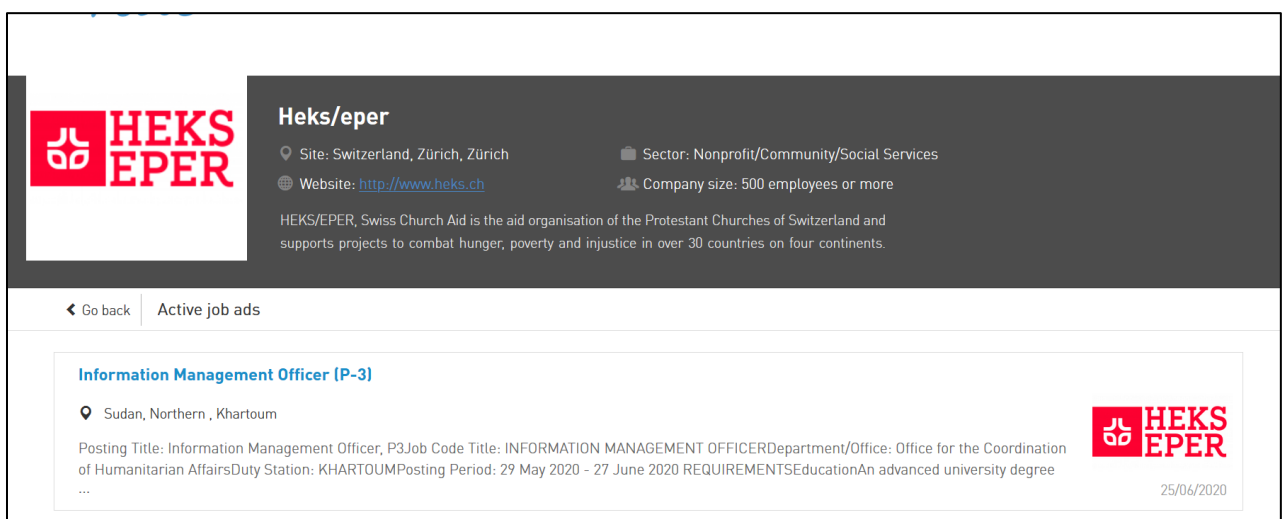 HEKS
EPER
Heks/eper
Site: Switzerland, Zürich, Zürich
Sector: Nonprofit/Community/Social Services
Website: http://www.heks.ch
Company size: 500 employees or more
HEKS/EPER, Swiss Church Aid is the aid organisation of the Protestant Churches of Switzerland and
supports projects to combat hunger, poverty and injustice in over 30 countries on four continents.
Go back
Active job ads
Information Management Officer (P-3)
Sudan, Northern , Khartoum
Posting Title: Information Management Officer, P3Job Code Title: INFORMATION MANAGEMENT OFFICERDepartment/Office: Office for the Coordination
of Humanitarian AffairsDuty Station: KHARTOUMPosting Period: 29 May 2020 - 27 June 2020 REQUIREMENTSEducationAn advanced university degree
...
HEKS
EPER
25/06/2020